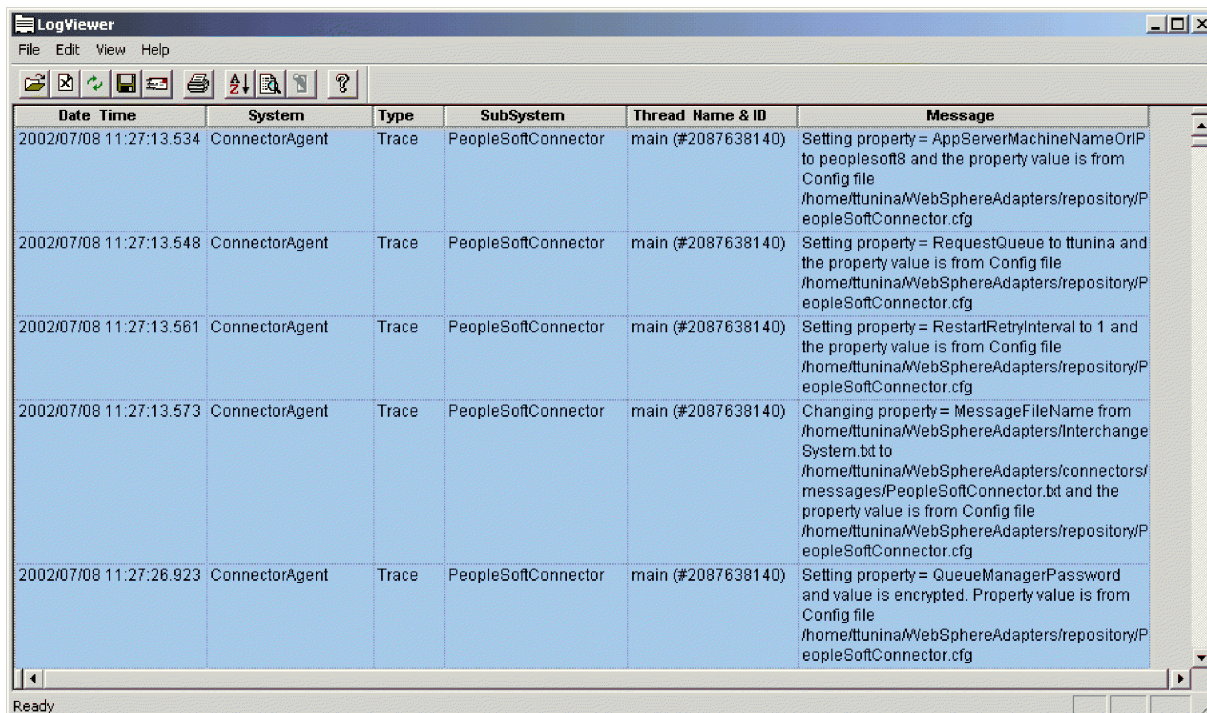 LogViewer
File Edit View Help
Date Time System Type SubSystem Thread Name & ID Message
2002/07/08 11:27:13.534 ConnectorAgent Trace PeopleSoftConnector main (#2087638140) Setting property = AppServerMachineNameOrIP
to peoplesoft8 and the property value is from
Config file
/home/ttunina/WebSphereAdapters/repository/P
eopleSoftConnector.cfg
2002/07/08 11:27:13.548 ConnectorAgent Trace PeopleSoftConnector main (#2087638140) Setting property = RequestQueue to ttunina and
the property value is from Config file
/home/ttunina/WebSphereAdapters/repository/P
eopleSoftConnector.cfg
2002/07/08 11:27:13.561 ConnectorAgent Trace PeopleSoftConnector main (#2087638140) Setting property = RestartRetryInterval to 1 and
the property value is from Config file
/home/ttunina/WebSphereAdapters/repository/P
eopleSoftConnector.cfg
2002/07/08 11:27:13.573 ConnectorAgent Trace PeopleSoftConnector main (#2087638140) Changing property = MessageFileName from
/home/ttunina/WebSphereAdapters/Interchange
System.txt to
/home/ttunina/WebSphereAdapters/connectors/
messages/PeopleSoftConnector.txt and the
property value is from Config file
/home/ttunina/WebSphereAdapters/repository/P
eopleSoftConnector.cfg
2002/07/08 11:27:26.923 ConnectorAgent Trace PeopleSoftConnector main (#2087638140) Setting property = QueueManagerPassword
and value is encrypted. Property value is from
Config file
/home/ttunina/WebSphereAdapters/repository/P
eopleSoftConnector.cfg
Ready